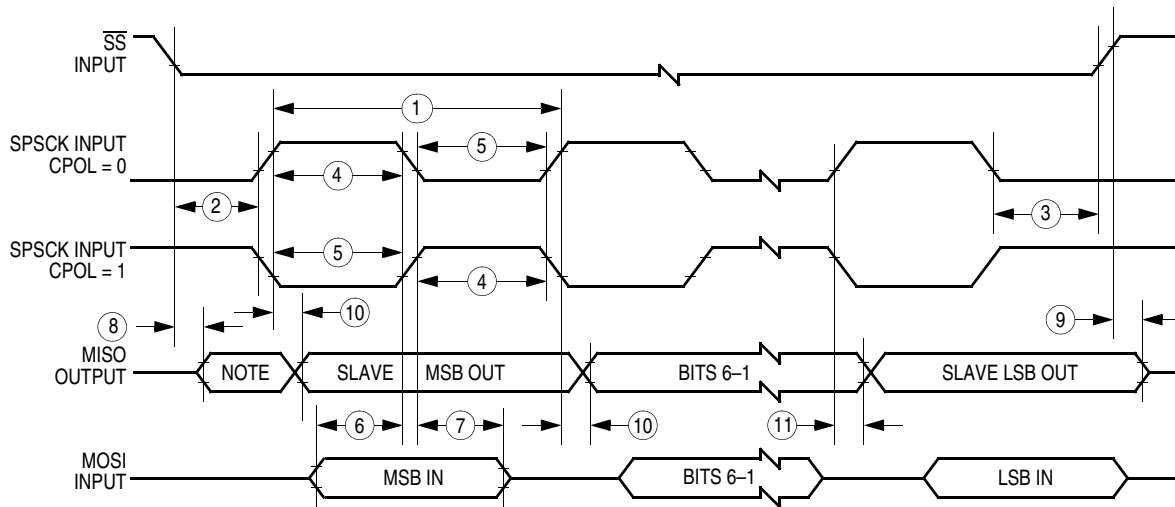 SS
INPUT
1
SPSCK INPUT
CPOL = 0
5
4
2
3
SPSCK INPUT
CPOL = 1
5
4
8
10
9
MISO
OUTPUT
NOTE
SLAVE
MSB OUT
BITS 6–1
SLAVE LSB OUT
6
7
10
11
MOSI
INPUT
MSB IN
BITS 6–1
LSB IN